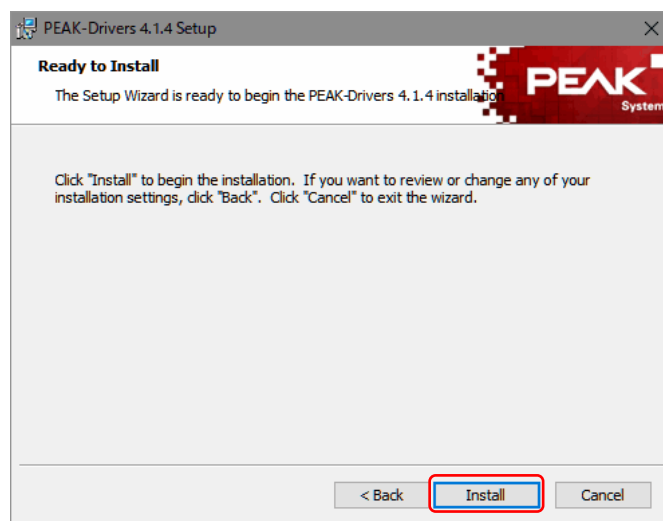 PEAK-Drivers 4.1.4 Setup
Ready to Install
The Setup Wizard is ready to begin the PEAK-Drivers 4.1.4 installation
PEAK
System
Click "Install" to begin the installation. If you want to review or change any of your
installation settings, click "Back". Click "Cancel" to exit the wizard.
< Back
Install
Cancel